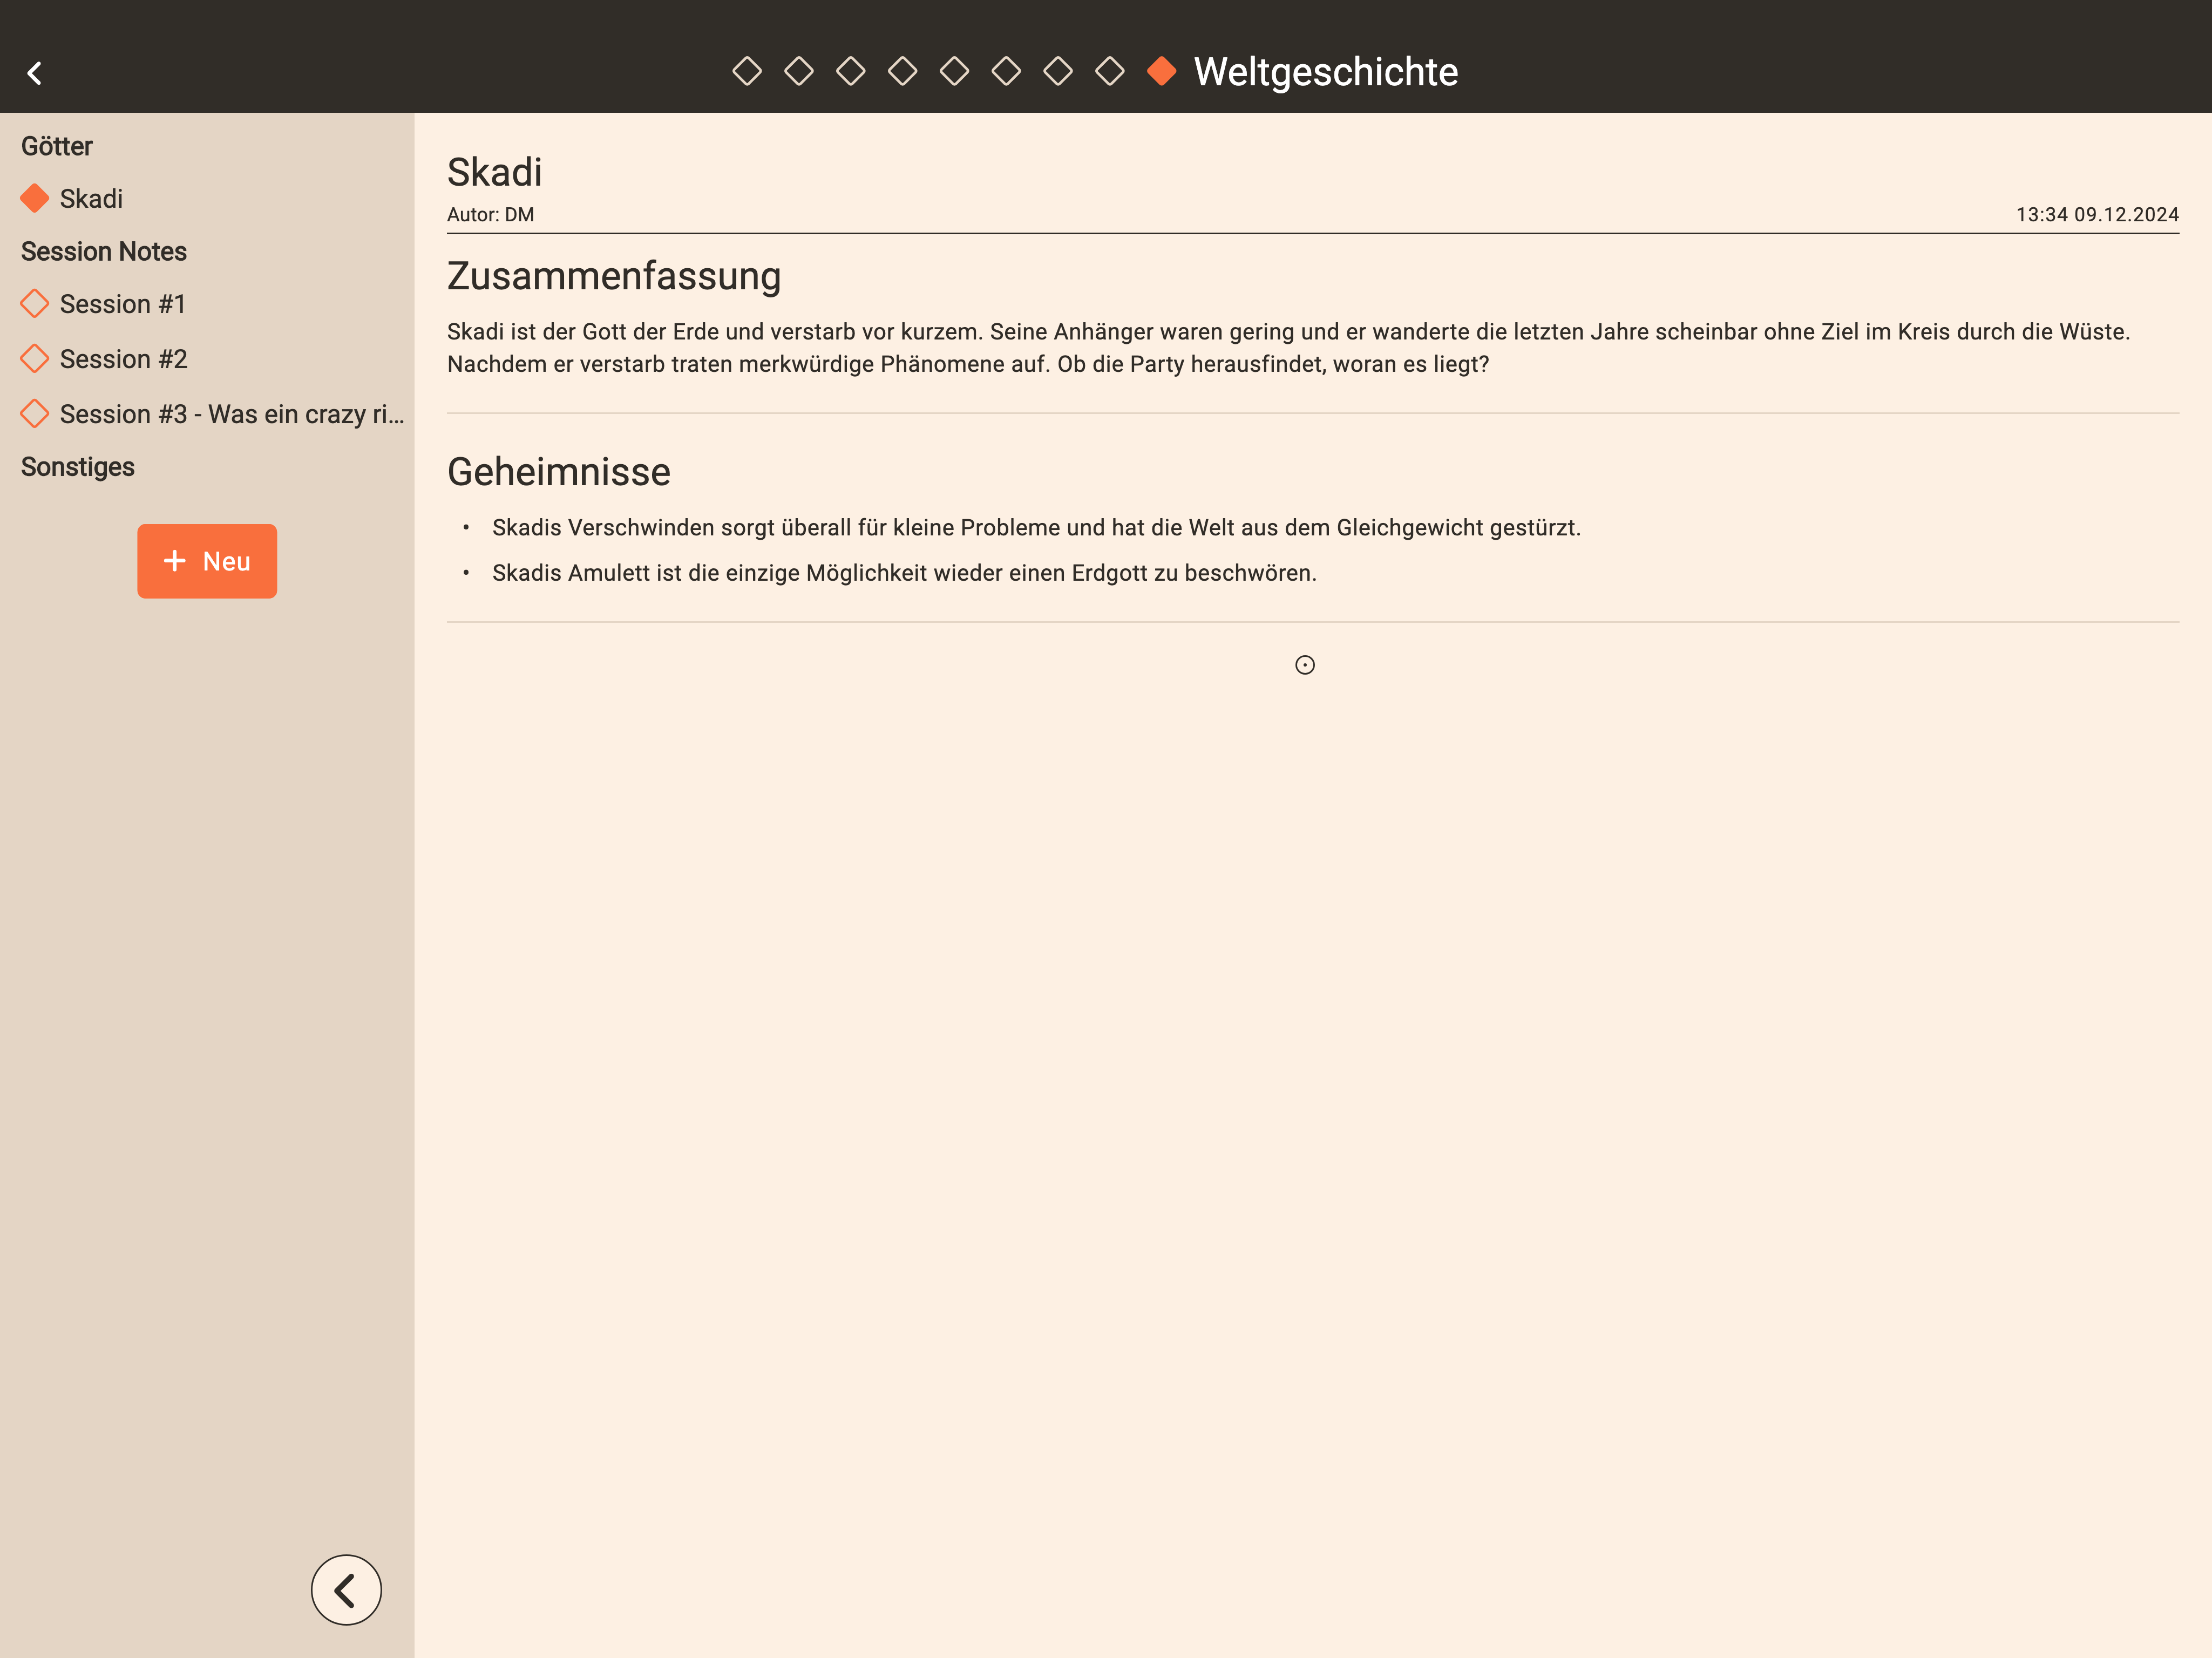 Weltgeschichte
Götter
Skadi
Session Notes
Session #1
Session #2
Session #3 - Was ein crazy ri...
Sonstiges
+ Neu
Skadi
Autor: DM
13:34 09.12.2024
Zusammenfassung
Skadi ist der Gott der Erde und verstarb vor kurzem. Seine Anhänger waren gering und er wanderte die letzten Jahre scheinbar ohne Ziel im Kreis durch die Wüste.
Nachdem er verstarb traten merkwürdige Phänomene auf. Ob die Party herausfindet, woran es liegt?
Geheimnisse
• Skadis Verschwinden sorgt überall für kleine Probleme und hat die Welt aus dem Gleichgewicht gestürzt.
• Skadis Amulett ist die einzige Möglichkeit wieder einen Erdgott zu beschwören.